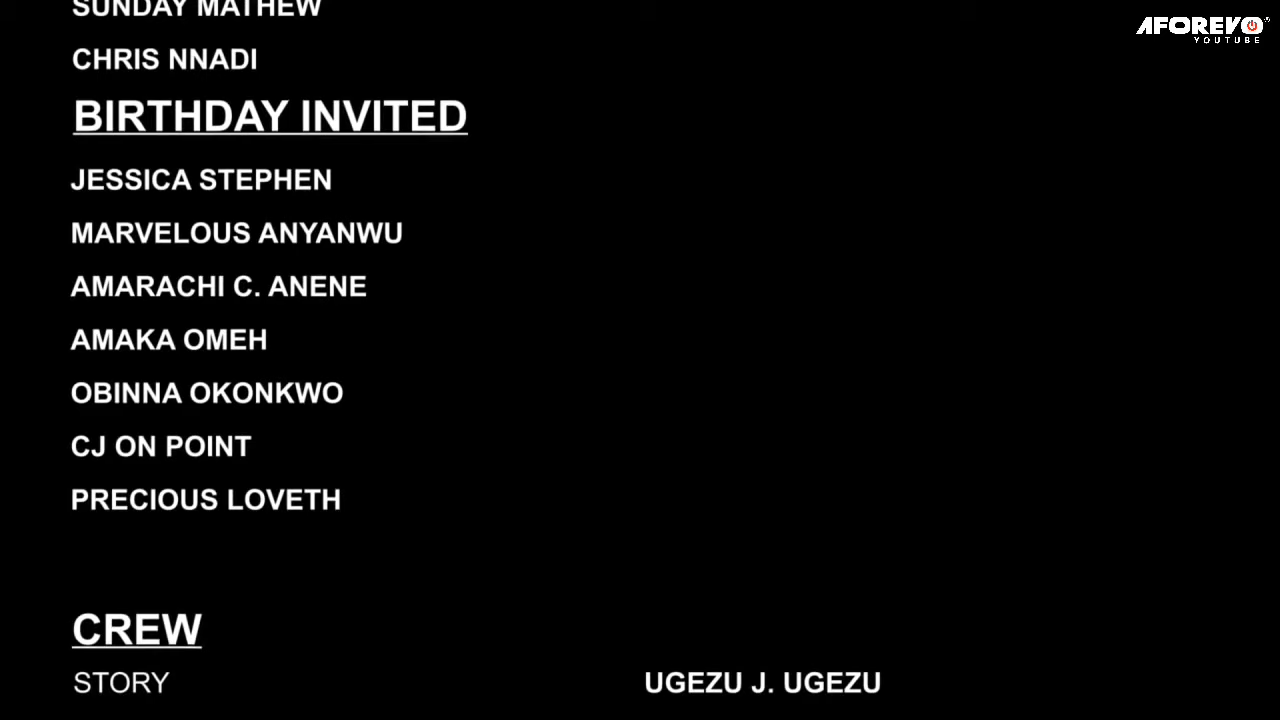 SUNDAY MATHEW
AFOREVO
YOUTUBE
CHRIS NNADI
BIRTHDAY INVITED
JESSICA STEPHEN
MARVELOUS ANYANWU
AMARACHI C. ANENE
AMAKA OMEH
OBINNA OKONKWO
CJ ON POINT
PRECIOUS LOVETH
CREW
STORY UGEZU J. UGEZU